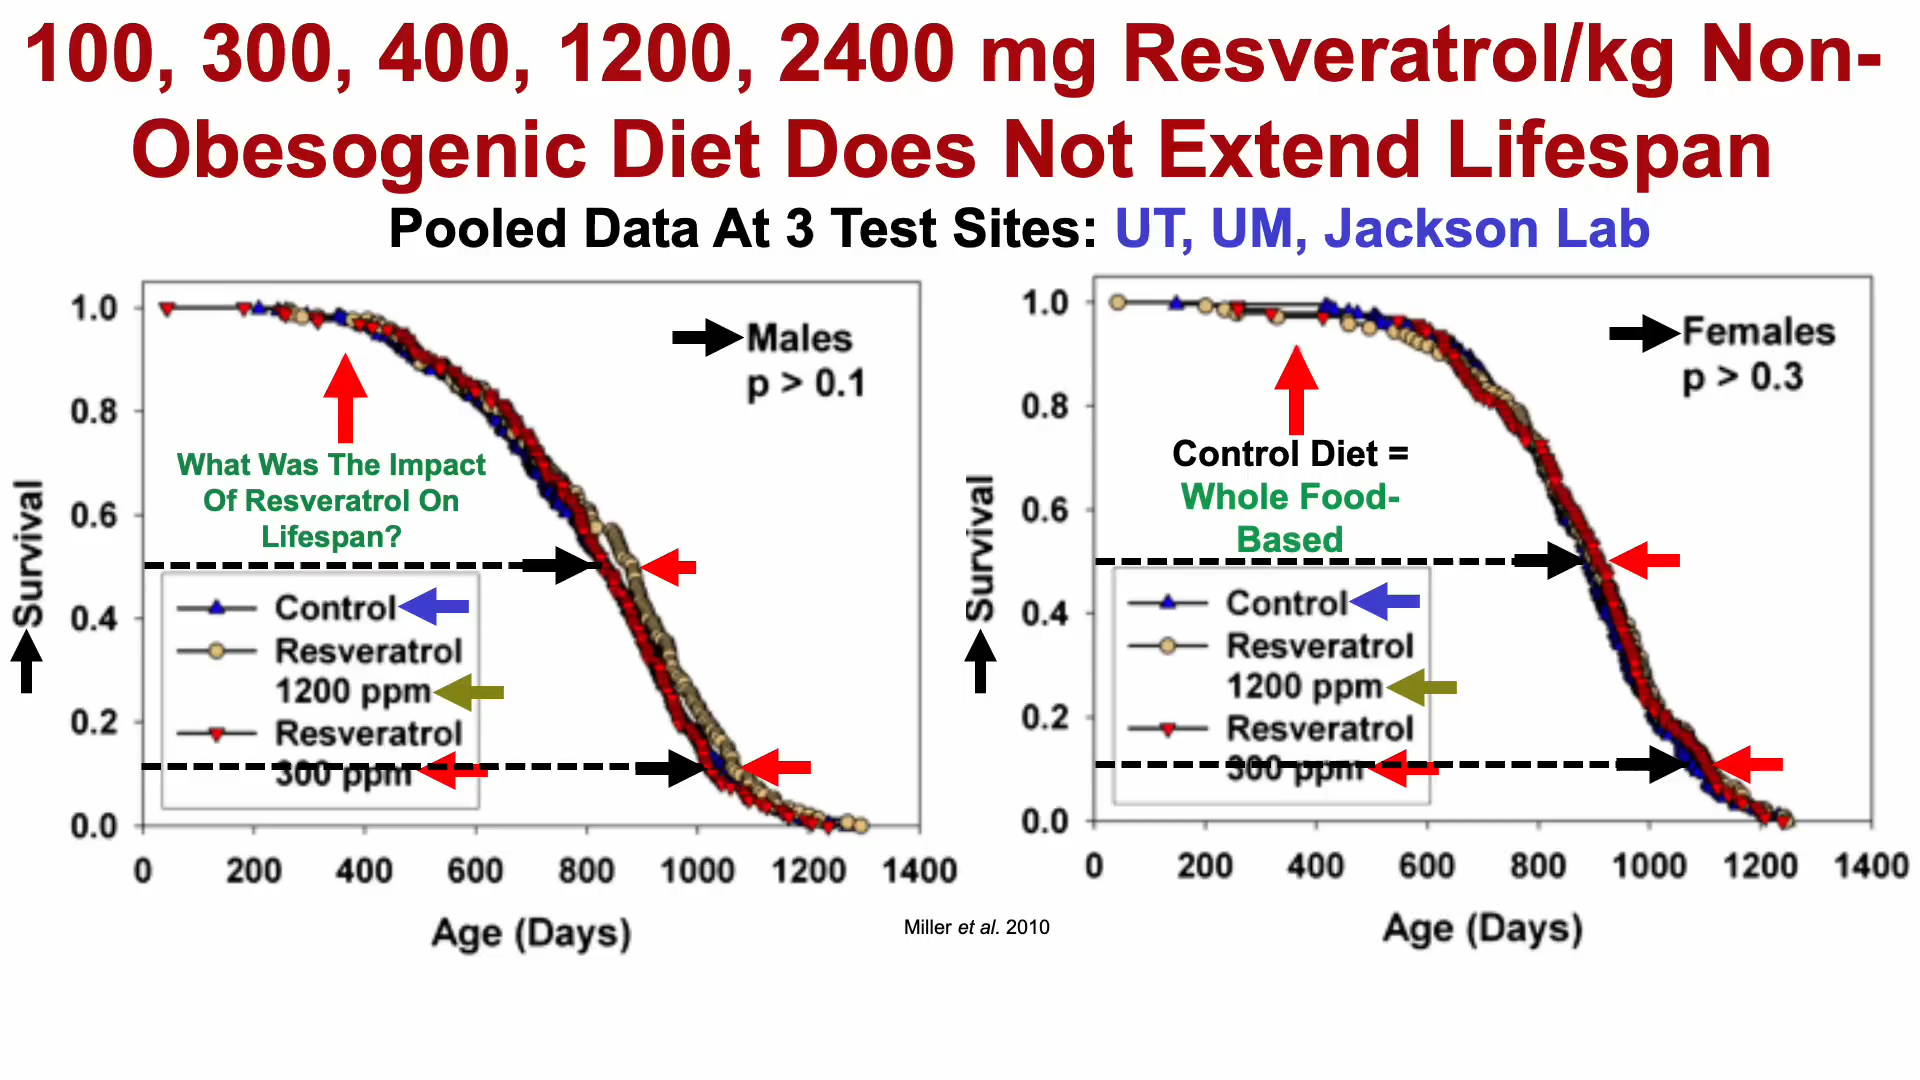 100, 300, 400, 1200, 2400 mg Resveratrol/kg Non-
Obesogenic Diet Does Not Extend Lifespan
Pooled Data At 3 Test Sites: UT, UM, Jackson Lab
Survival
1.0
0.8
0.6
0.4
0.2
0.0
Males
p > 0.1
What Was The Impact
Of Resveratrol On
Lifespan?
Control
Resveratrol
1200 ppm
Resveratrol
300 ppm
0 200 400 600 800 1000 1200 1400
Age (Days)
Survival
1.0
0.8
0.6
0.4
0.2
0.0
Females
p > 0.3
Control Diet =
Whole Food-
Based
Control
Resveratrol
1200 ppm
Resveratrol
300 ppm
0 200 400 600 800 1000 1200 1400
Age (Days)
Miller et al. 2010